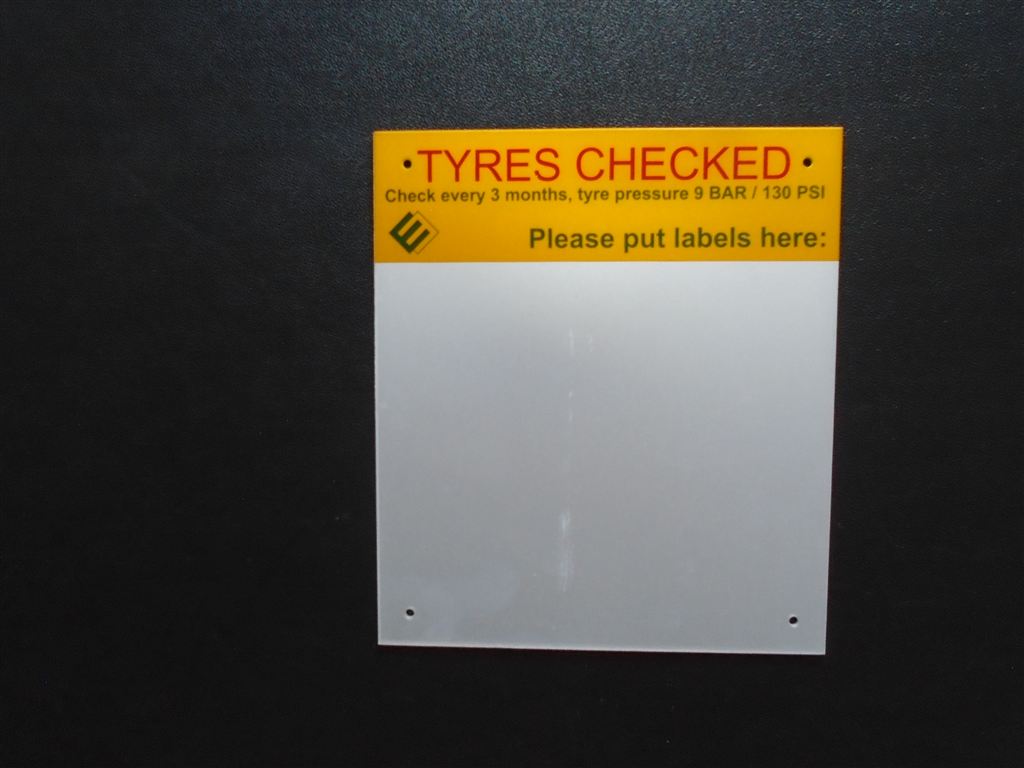 TYRES CHECKED
Check every 3 months, tyre pressure 9 BAR / 130 PSI
Please put labels here: